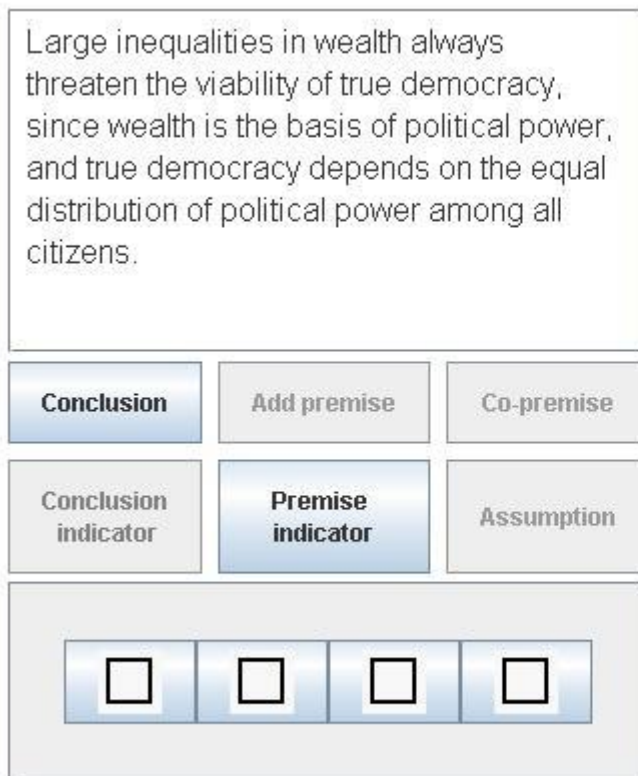 Large inequalities in wealth always
threaten the viability of true democracy,
since wealth is the basis of political power,
and true democracy depends on the equal
distribution of political power among all
citizens.
Conclusion
Add premise
Co-premise
Conclusion
indicator
Premise
indicator
Assumption